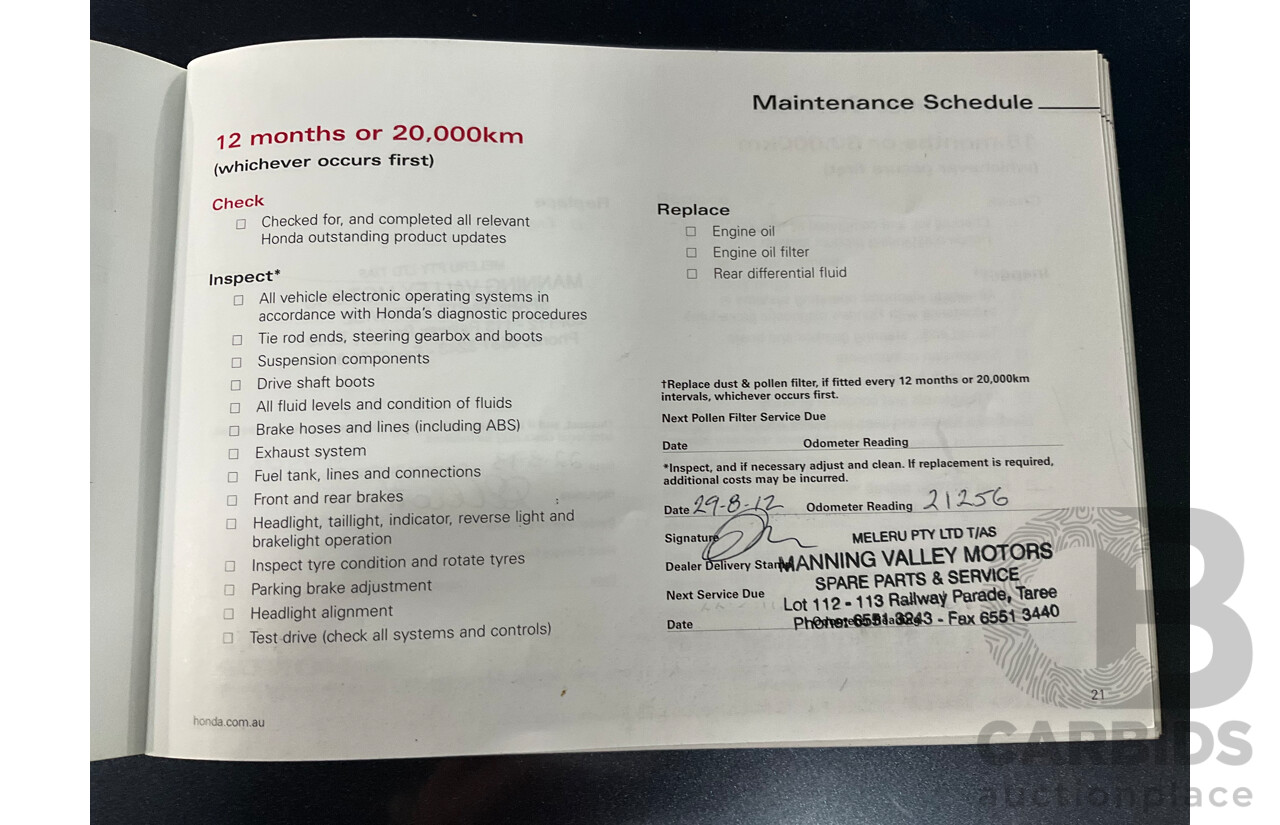 Maintenance Schedule
12 months or 20,000km
(whichever occurs first)
Check
☐ Checked for, and completed all relevant
Honda outstanding product updates
Inspect*
☐ All vehicle electronic operating systems in
accordance with Honda's diagnostic procedures
☐ Tie rod ends, steering gearbox and boots
☐ Suspension components
☐ Drive shaft boots
☐ All fluid levels and condition of fluids
☐ Brake hoses and lines (including ABS)
☐ Exhaust system
☐ Fuel tank, lines and connections
☐ Front and rear brakes
☐ Headlight, taillight, indicator, reverse light and
brakelight operation
☐ Inspect tyre condition and rotate tyres
☐ Parking brake adjustment
☐ Headlight alignment
☐ Test drive (check all systems and controls)
honda.com.au
Replace
☐ Engine oil
☐ Engine oil filter
☐ Rear differential fluid
†Replace dust & pollen filter, if fitted every 12 months or 20,000km
intervals, whichever occurs first.
Next Pollen Filter Service Due
Date Odometer Reading
*Inspect, and if necessary adjust and clean. If replacement is required,
additional costs may be incurred.
Date 29-8-12 Odometer Reading 21256
Signature
Dealer Delivery Stamp
MELERU PTY LTD T/AS
MANNING VALLEY MOTORS
SPARE PARTS & SERVICE
Lot 112 - 113 Railway Parade, Taree
Phone: 6551 3243 - Fax 6551 3440
Next Service Due
Date
21
CARBIDS
auctionplace